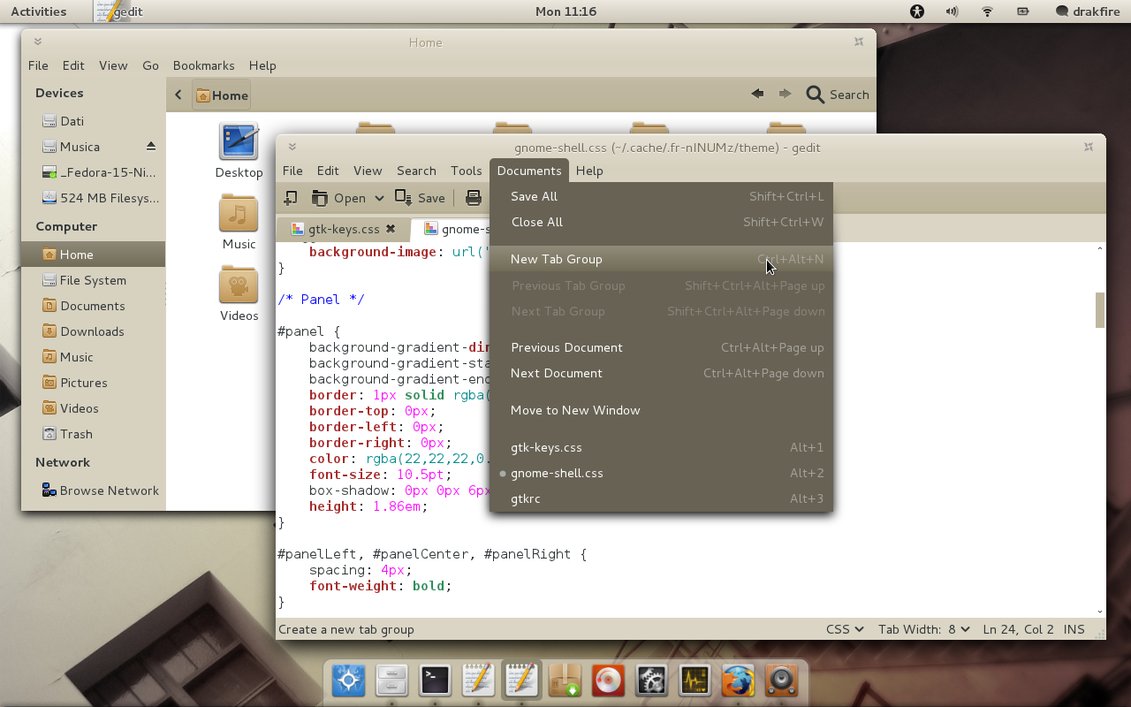 Activities gedit Mon 11:16 drakfire
Home
File Edit View Go Bookmarks Help
Devices
Dati
Musica
_Fedora-15-Ni...
524 MB Filesys...
Computer
Home
File System
Documents
Downloads
Music
Pictures
Videos
Trash
Network
Browse Network
Home Search
Desktop
Music
Videos
gnome-shell.css (~/.cache/.fr-nINUMz/theme) - gedit
File Edit View Search Tools Documents Help
Open Save
gtk-keys.css gnome-s
background-image: url('
}
/* Panel */
#panel {
background-gradient-dir
background-gradient-sta
background-gradient-end
border: 1px solid rgba(
border-top: 0px;
border-left: 0px;
border-right: 0px;
color: rgba(22,22,22,0.
font-size: 10.5pt;
box-shadow: 0px 0px 6px
height: 1.86em;
}
#panelLeft, #panelCenter, #panelRight {
spacing: 4px;
font-weight: bold;
}
Save All Shift+Ctrl+L
Close All Shift+Ctrl+W
New Tab Group Ctrl+Alt+N
Previous Tab Group Shift+Ctrl+Alt+Page up
Next Tab Group Shift+Ctrl+Alt+Page down
Previous Document Ctrl+Alt+Page up
Next Document Ctrl+Alt+Page down
Move to New Window
gtk-keys.css Alt+1
gnome-shell.css Alt+2
gtkrc Alt+3
Create a new tab group CSS Tab Width: 8 Ln 24, Col 2 INS